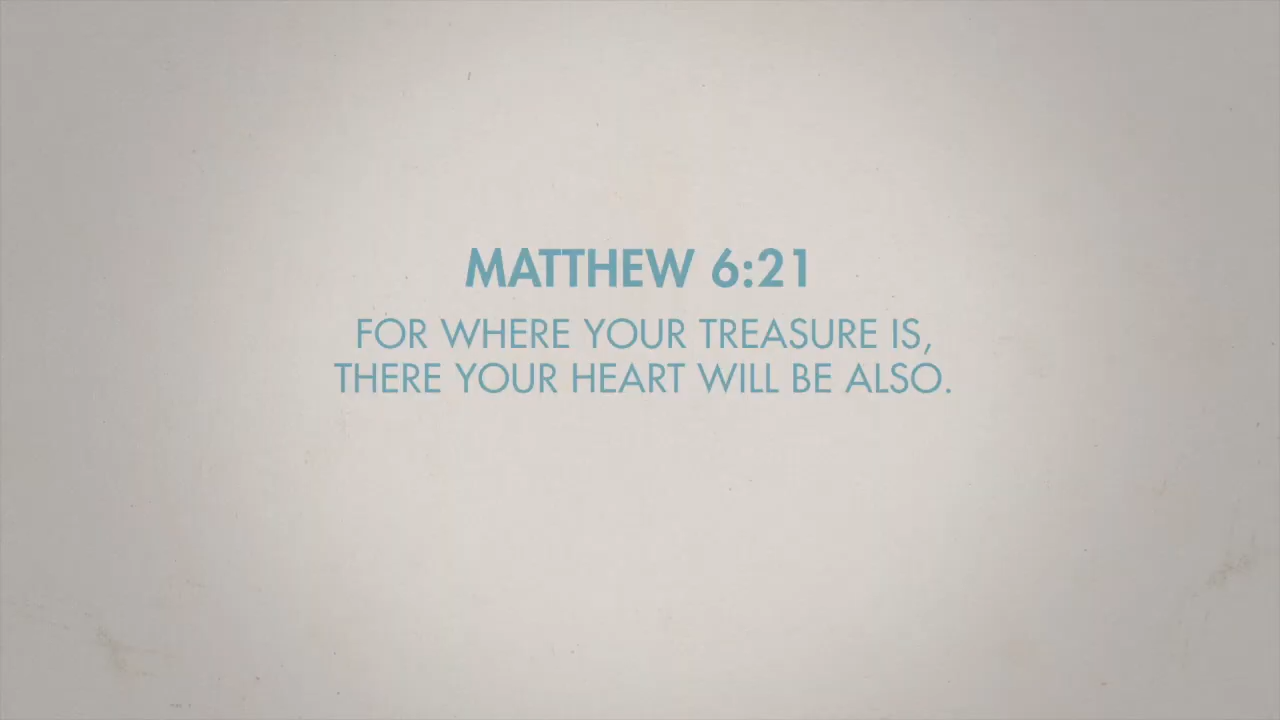 MATTHEW 6:21
FOR WHERE YOUR TREASURE IS,
THERE YOUR HEART WILL BE ALSO.